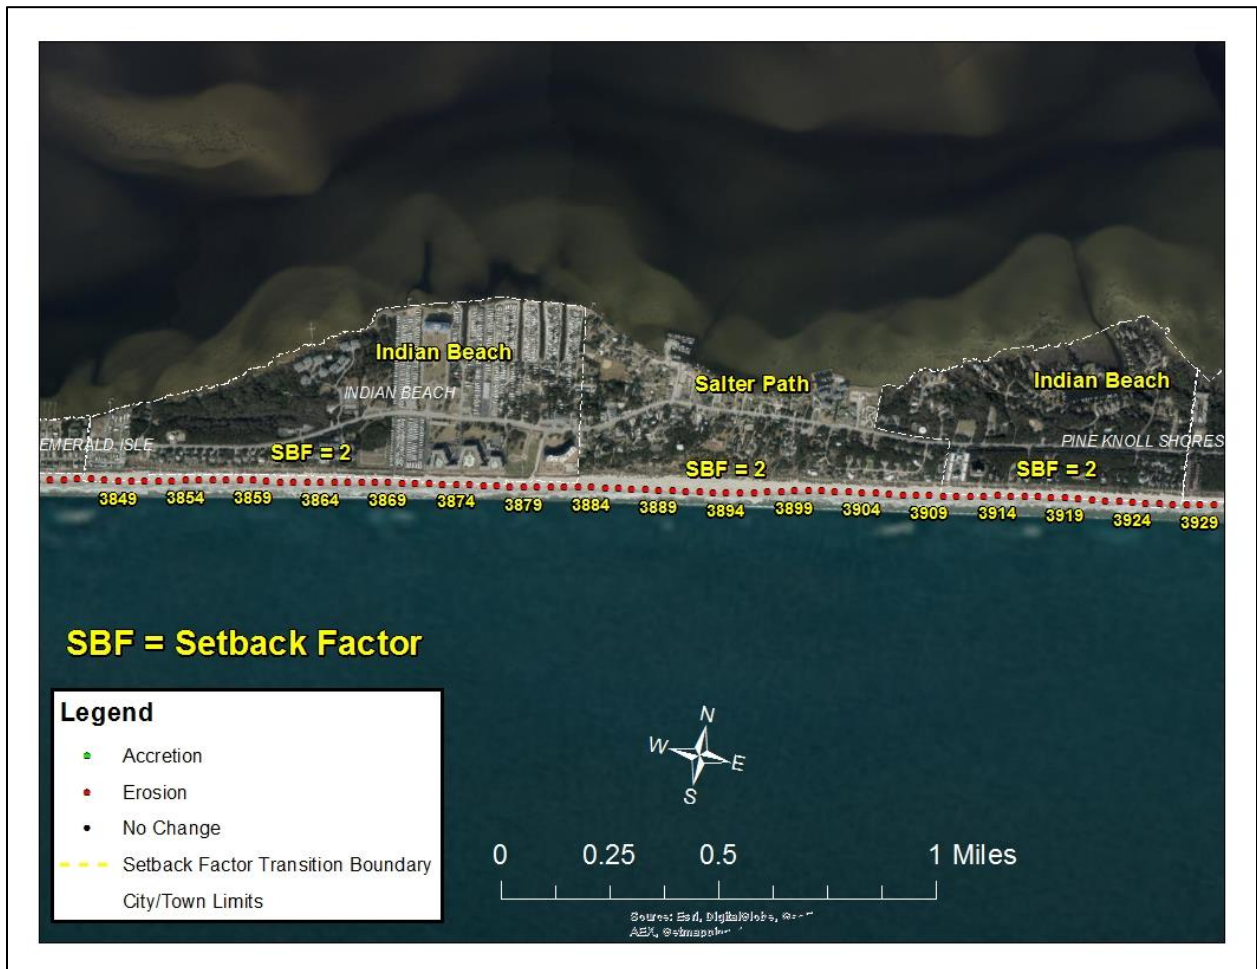 Indian Beach
INDIAN BEACH
Salter Path
Indian Beach
EMERALD ISLE
PINE KNOLL SHORES
SBF = 2
SBF = 2
SBF = 2
3849 3854 3859 3864 3869 3874 3879 3884 3889 3894 3899 3904 3909 3914 3919 3924 3929
SBF = Setback Factor
Legend
Accretion
Erosion
No Change
Setback Factor Transition Boundary
City/Town Limits
N
W
E
S
0 0.25 0.5 1 Miles
Source: Esri, DigitalGlobe,
AEX, Getmapping